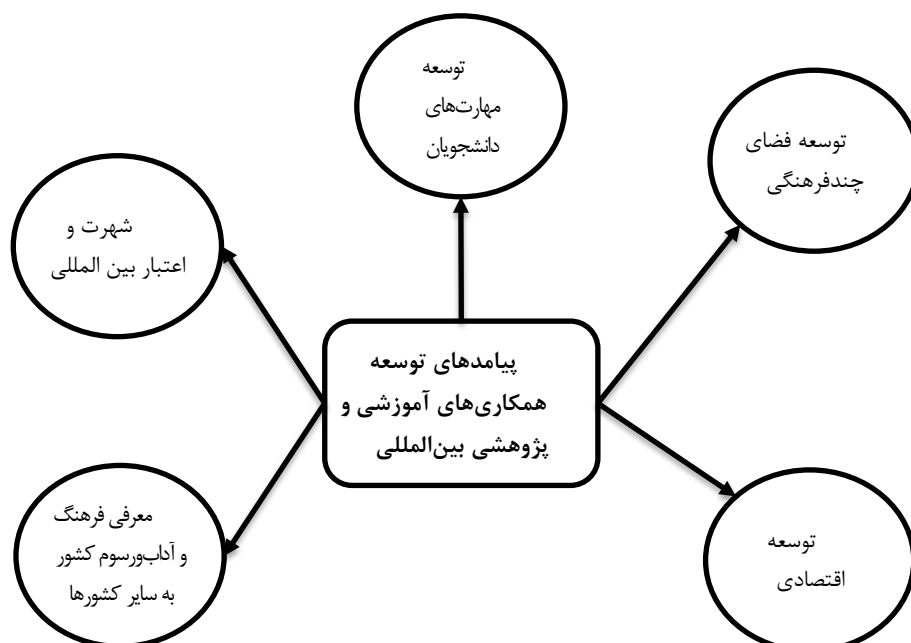 توسعه
مهارت‌های
دانشجویان
توسعه فضای
چندفرهنگی
شهرت و
اعتبار بین المللی
پیامدهای توسعه
همکاری‌های آموزشی و
پژوهشی بین‌المللی
معرفی فرهنگ
و آداب‌ورسوم کشور
به سایر کشورها
توسعه
اقتصادی